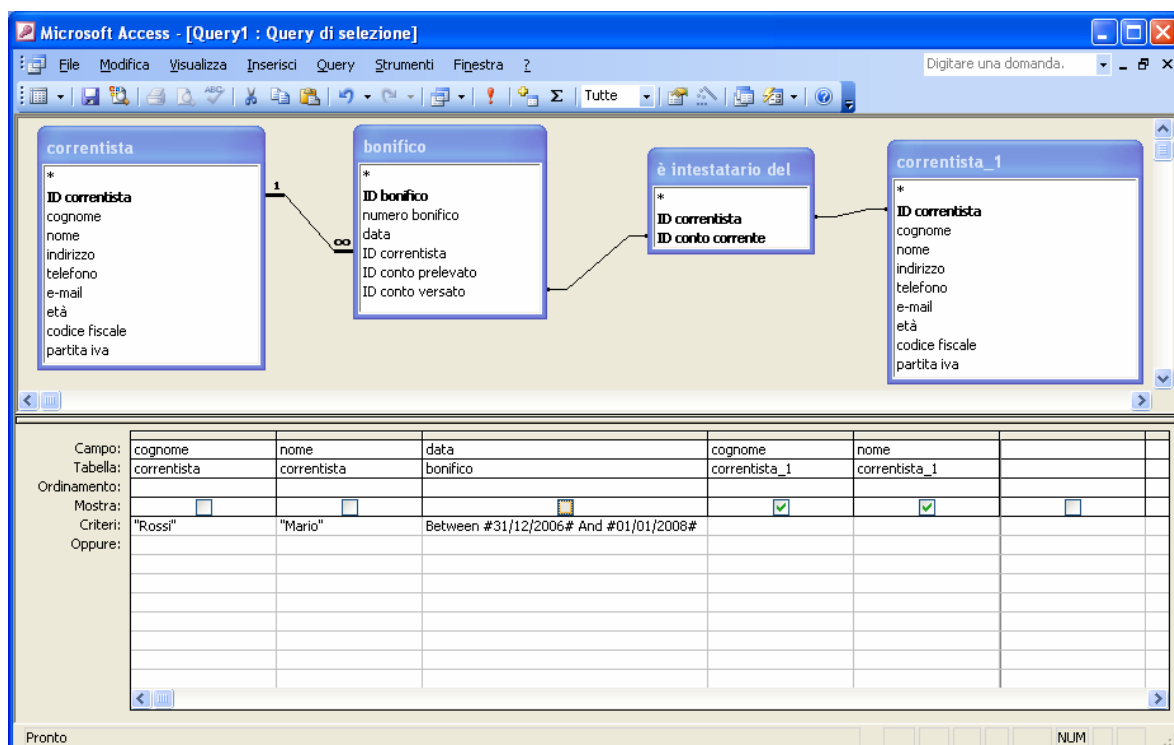 Microsoft Access - [Query1 : Query di selezione]
File Modifica Visualizza Inserisci Query Strumenti Finestra ? Digitare una domanda.
ABC Σ Tutte
correntista
*
ID correntista
cognome
nome
indirizzo
telefono
e-mail
età
codice fiscale
partita iva
1
∞
bonifico
*
ID bonifico
numero bonifico
data
ID correntista
ID conto prelevato
ID conto versato
è intestatario del
*
ID correntista
ID conto corrente
correntista_1
*
ID correntista
cognome
nome
indirizzo
telefono
e-mail
età
codice fiscale
partita iva
Campo: cognome nome data cognome nome
Tabella: correntista correntista bonifico correntista_1 correntista_1
Ordinamento:
Mostra:
Criteri: "Rossi" "Mario" Between #31/12/2006# And #01/01/2008#
Oppure:
Pronto NUM